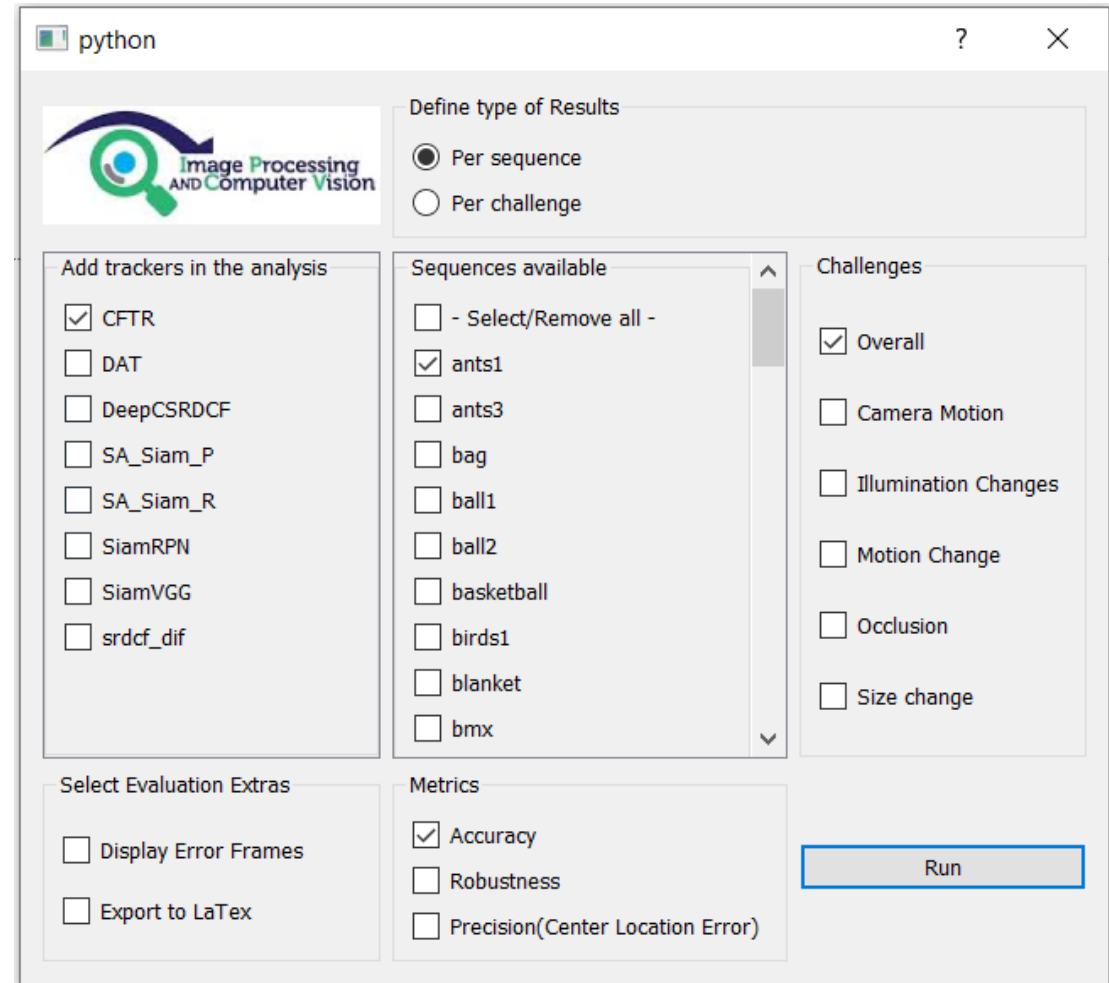 python
?
Image Processing
AND Computer Vision
Define type of Results
Per sequence
Per challenge
Add trackers in the analysis
CFTR
DAT
DeepCSRDCF
SA_Siam_P
SA_Siam_R
SiamRPN
SiamVGG
srdcf_dif
Sequences available
- Select/Remove all -
ants1
ants3
bag
ball1
ball2
basketball
birds1
blanket
bmx
Challenges
Overall
Camera Motion
Illumination Changes
Motion Change
Occlusion
Size change
Select Evaluation Extras
Display Error Frames
Export to LaTex
Metrics
Accuracy
Robustness
Precision(Center Location Error)
Run